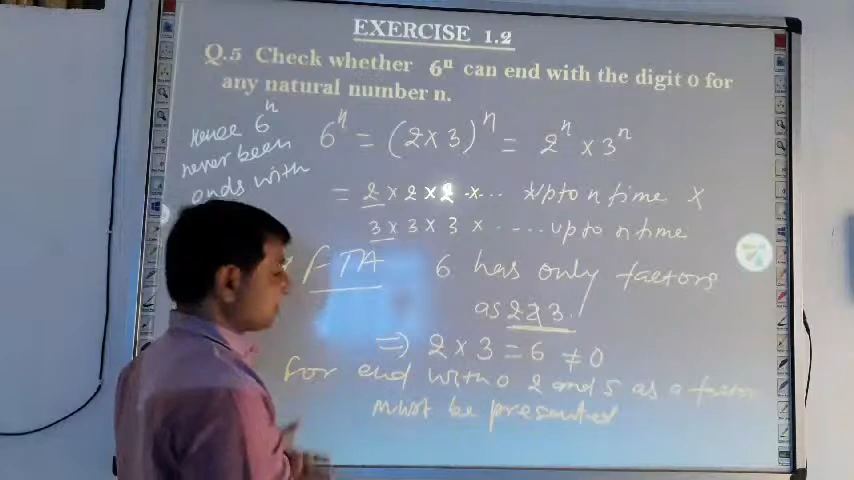 EXERCISE 1.2
Q.5 Check whether 6ⁿ can end with the digit 0 for
any natural number n.
Hence 6ⁿ
never been
ends with
6ⁿ = (2×3)ⁿ = 2ⁿ × 3ⁿ
= 2 × 2 × 2 × ... upto n time ×
3 × 3 × 3 × ..... upto n time
FTA 6 has only factors
as 2 & 3.
⇒ 2 × 3 = 6 ≠ 0
For end with 0 2 and 5 as a factor
must be presented